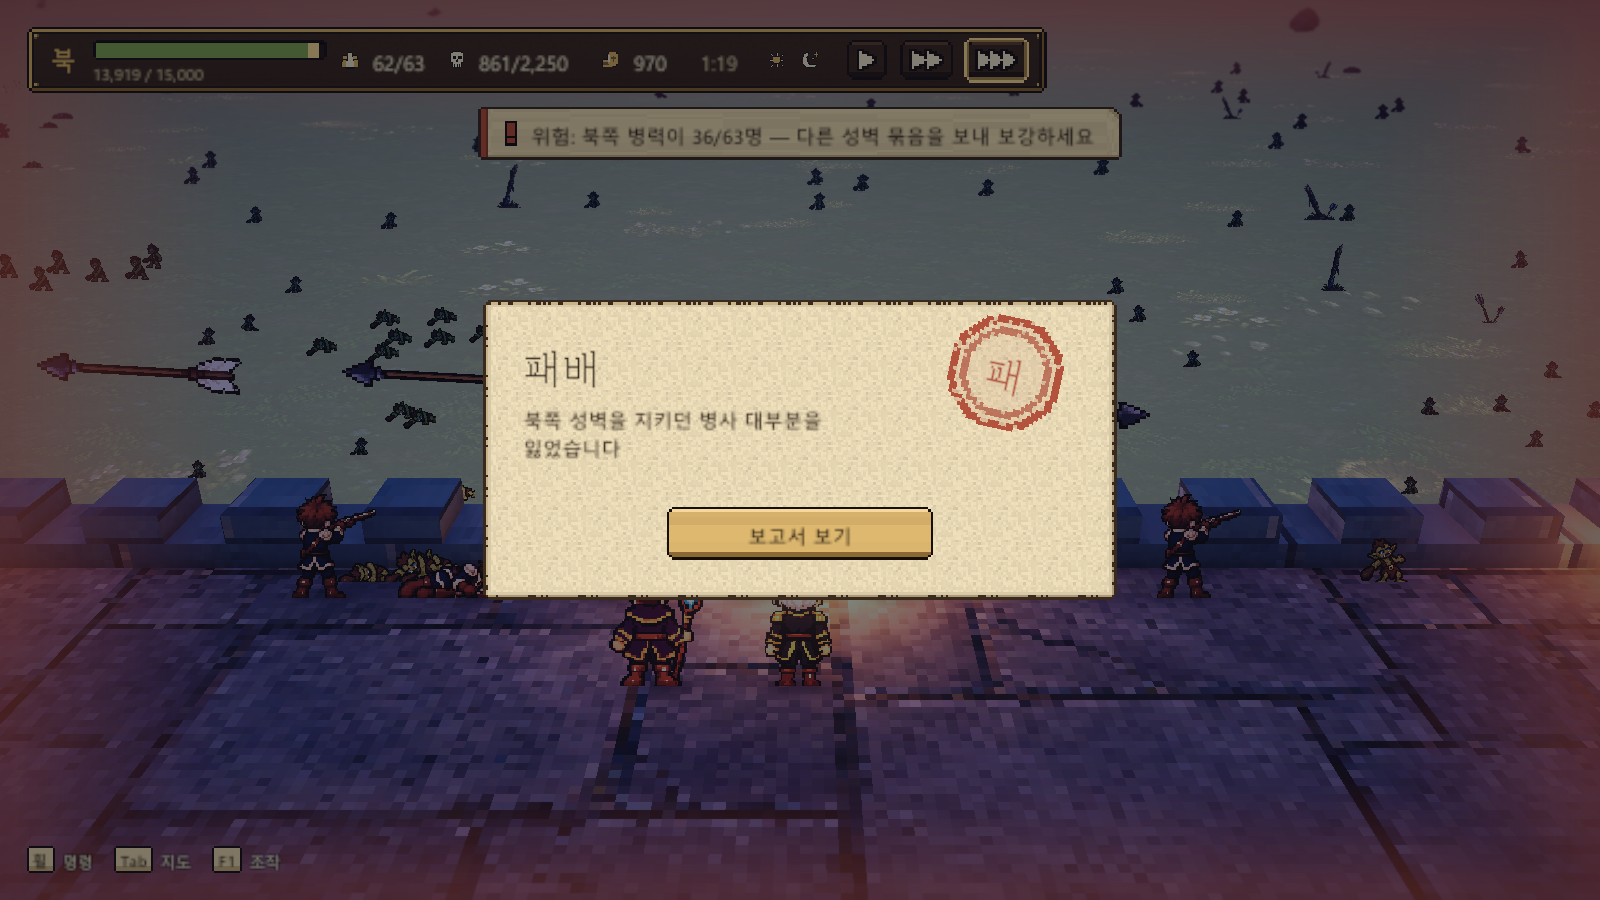 북
13,919 / 15,000
62/63
861/2,250
970
1:19
위험: 북쪽 병력이 36/63명 — 다른 성벽 묶음을 보내 보강하세요
패배
패
북쪽 성벽을 지키던 병사 대부분을
잃었습니다
보고서 보기
휠 명령 Tab 지도 F1 조작